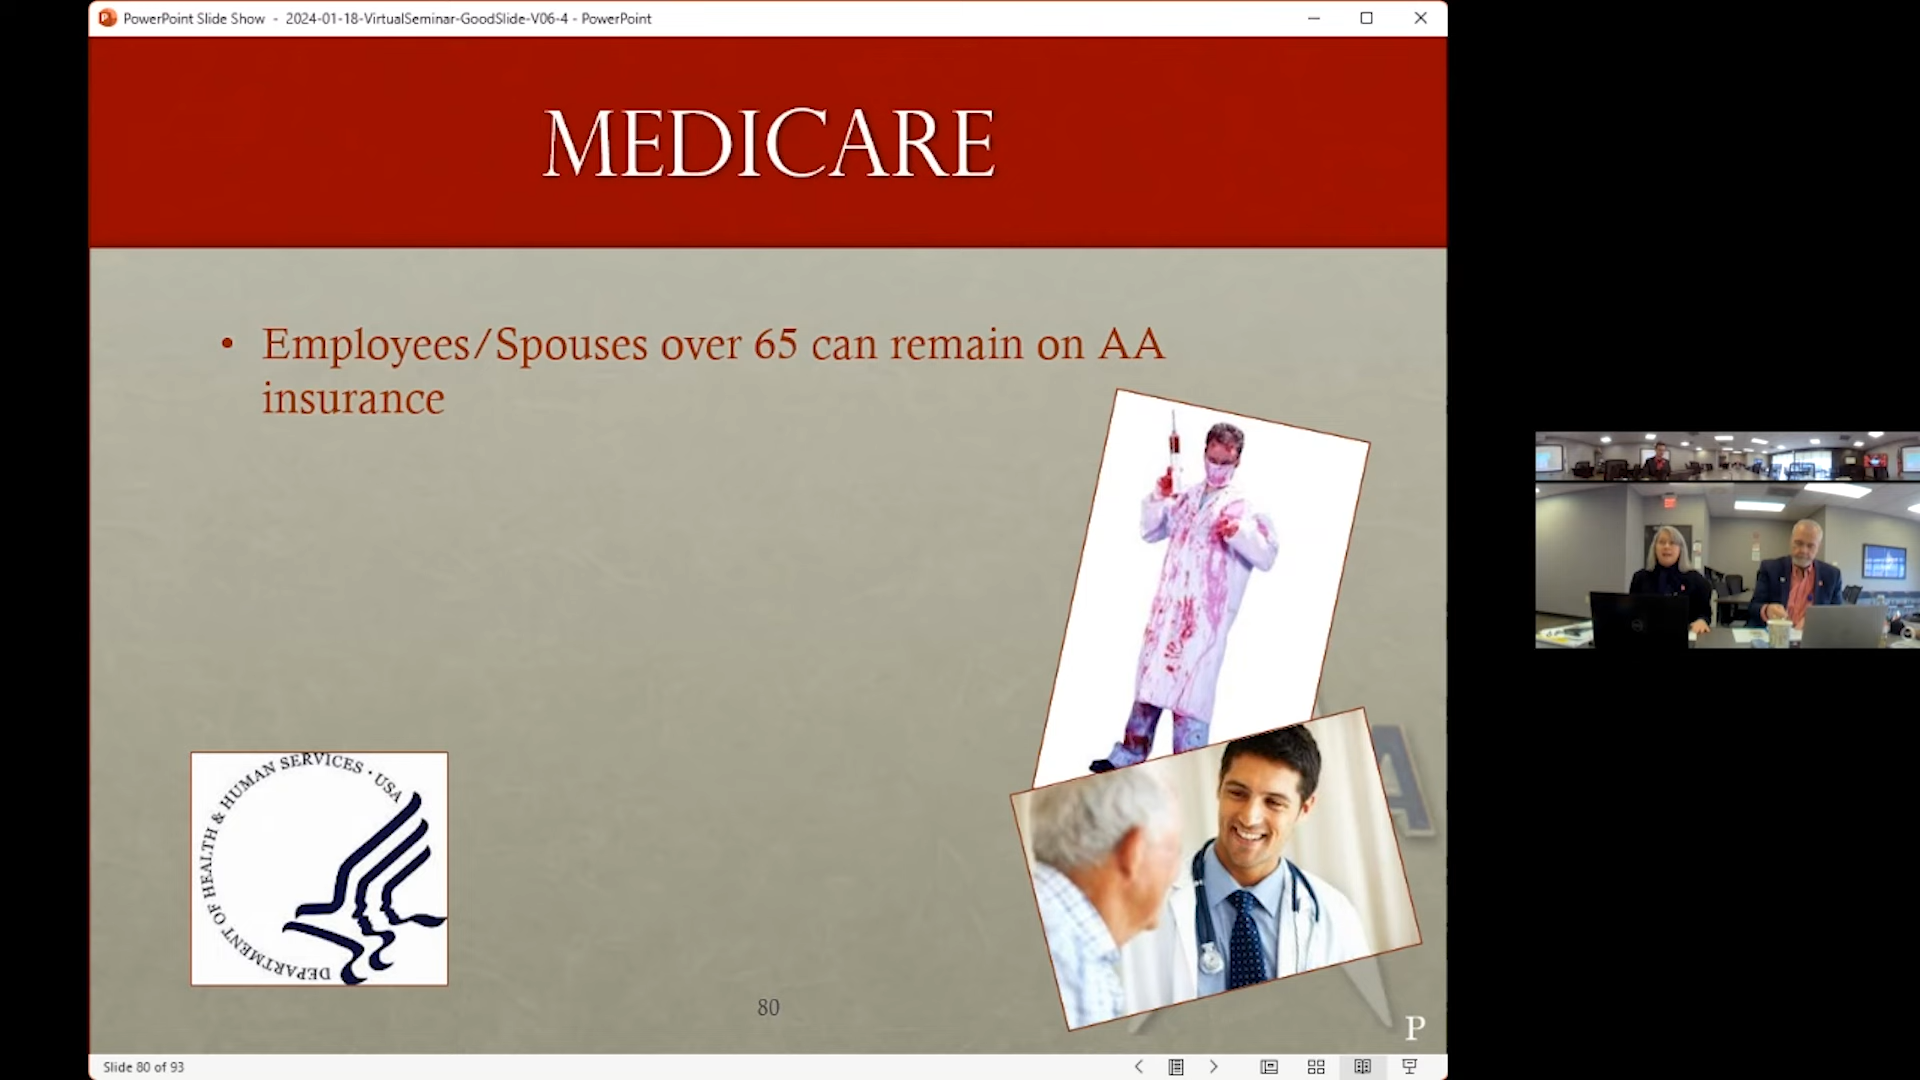 PowerPoint Slide Show - 2024-01-18-VirtualSeminar-GoodSlide-V06-4 - PowerPoint
MEDICARE
• Employees/Spouses over 65 can remain on AA
insurance
DEPARTMENT OF HEALTH & HUMAN SERVICES · USA
A
80
P
Slide 80 of 93